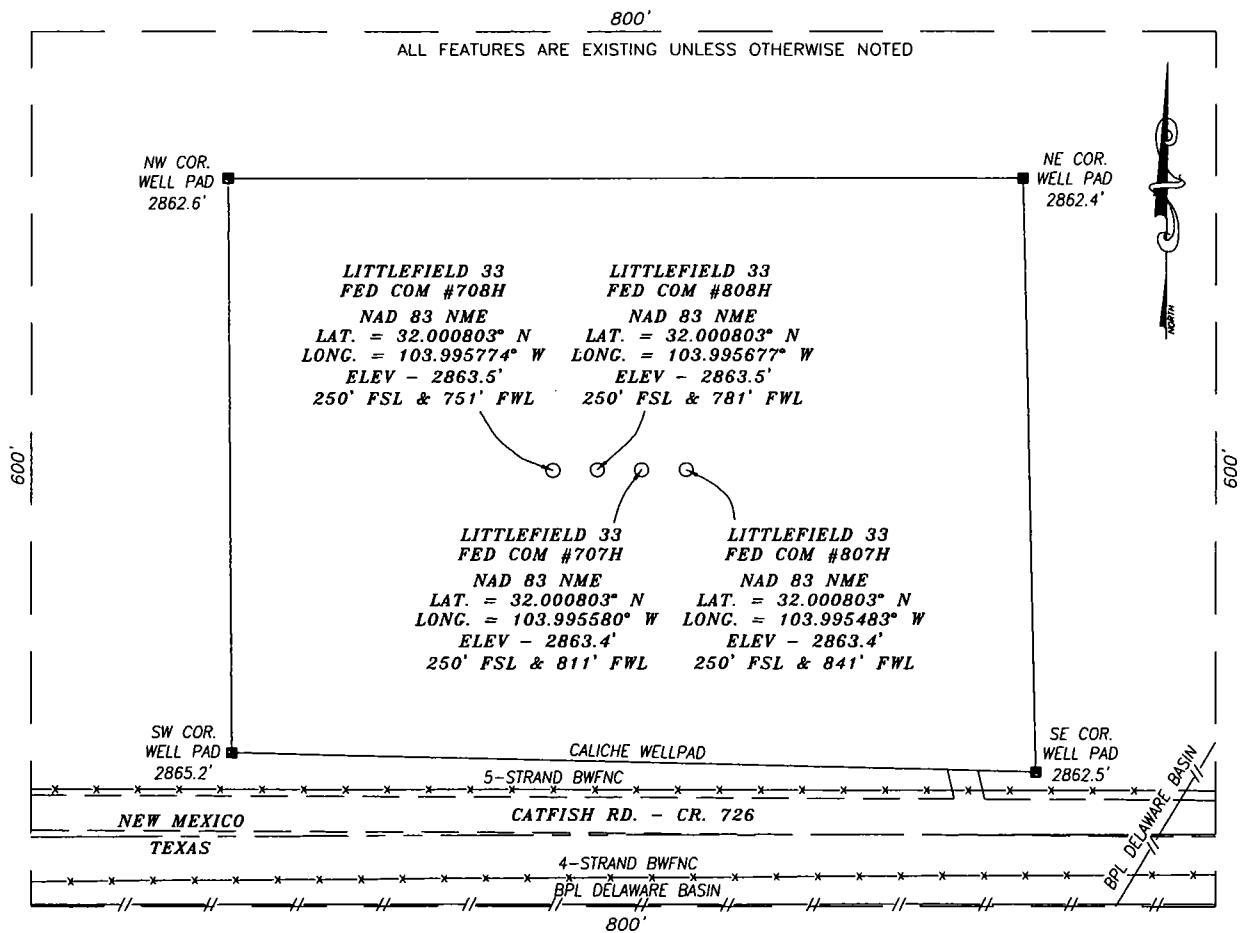 800'
ALL FEATURES ARE EXISTING UNLESS OTHERWISE NOTED
NW COR.
WELL PAD
2862.6'
NE COR.
WELL PAD
2862.4'
NORTH
LITTLEFIELD 33
FED COM #708H
NAD 83 NME
LAT. = 32.000803° N
LONG. = 103.995774° W
ELEV - 2863.5'
250' FSL & 751' FWL
LITTLEFIELD 33
FED COM #808H
NAD 83 NME
LAT. = 32.000803° N
LONG. = 103.995677° W
ELEV - 2863.5'
250' FSL & 781' FWL
600'
600'
LITTLEFIELD 33
FED COM #707H
NAD 83 NME
LAT. = 32.000803° N
LONG. = 103.995580° W
ELEV - 2863.4'
250' FSL & 811' FWL
LITTLEFIELD 33
FED COM #807H
NAD 83 NME
LAT. = 32.000803° N
LONG. = 103.995483° W
ELEV - 2863.4'
250' FSL & 841' FWL
SW COR.
WELL PAD
2865.2'
CALICHE WELLPAD
SE COR.
WELL PAD
2862.5'
5-STRAND BWFNC
NEW MEXICO
CATFISH RD. - CR. 726
TEXAS
BPL DELAWARE BASIN
4-STRAND BWFNC
BPL DELAWARE BASIN
800'